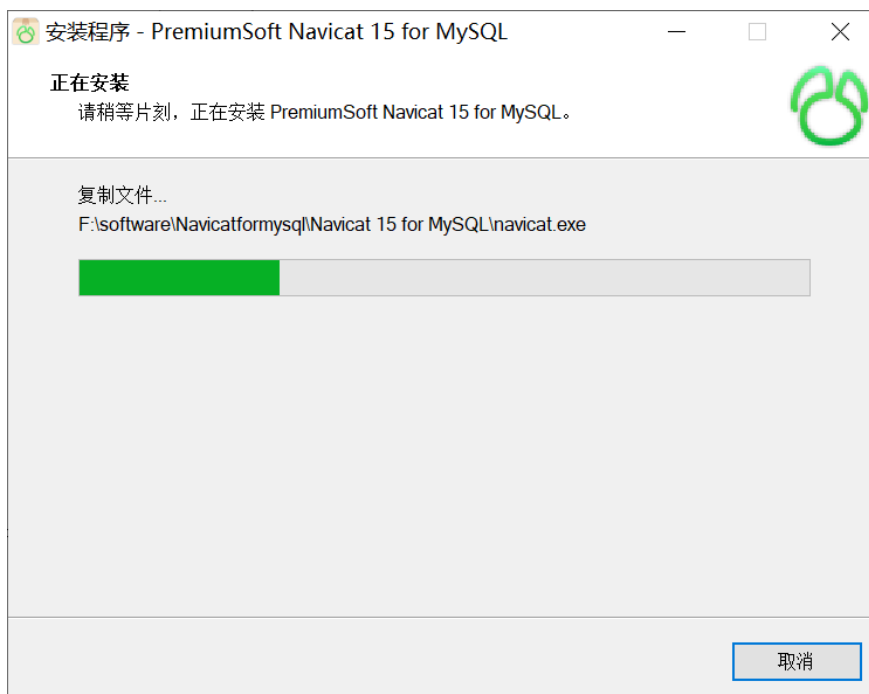 安装程序 - PremiumSoft Navicat 15 for MySQL
正在安装
请稍等片刻，正在安装 PremiumSoft Navicat 15 for MySQL。
复制文件...
F:\software\Navicatformysql\Navicat 15 for MySQL\navicat.exe
取消